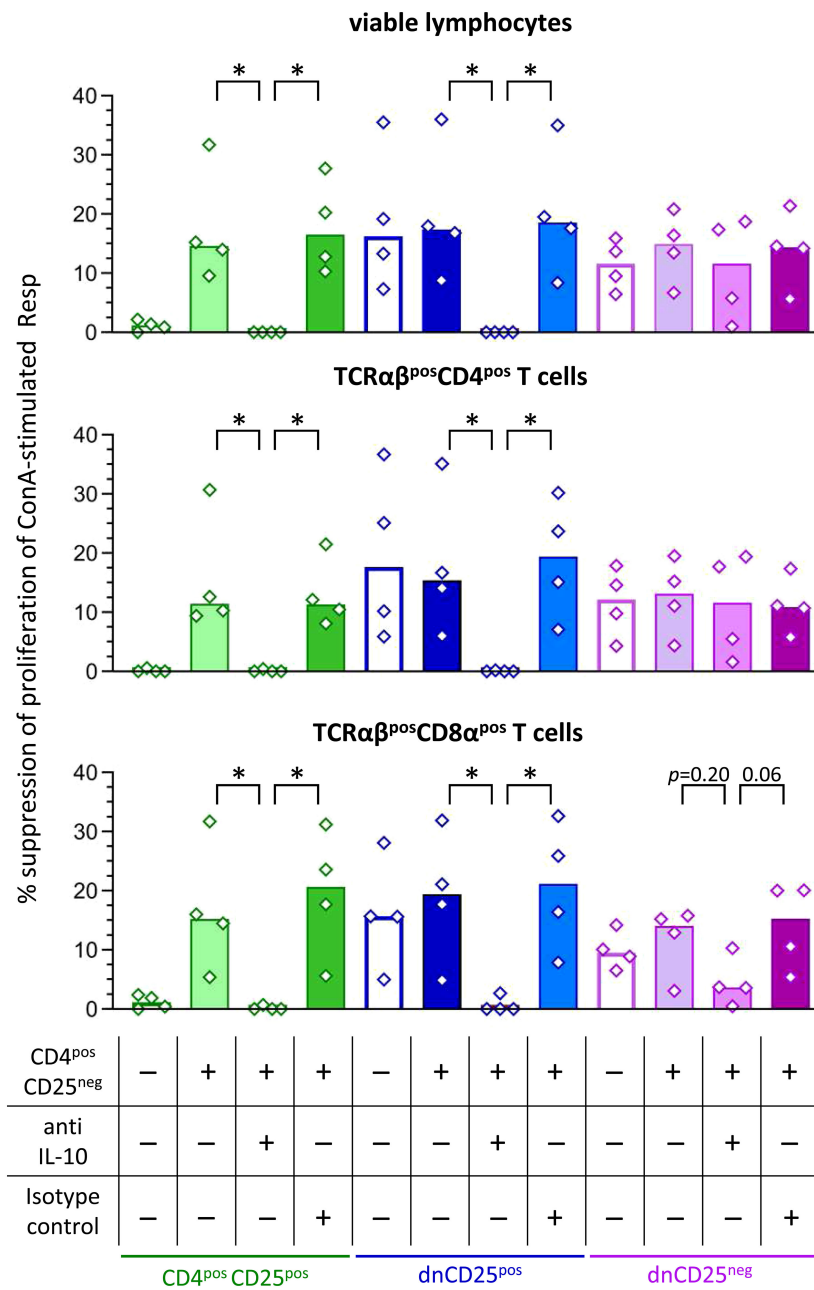 viable lymphocytes
* * * *
40
30
20
10
0
TCRαβposCD4pos T cells
* * * *
40
30
20
10
0
TCRαβposCD8αpos T cells
* * * * p=0.20 0.06
40
30
20
10
0
% suppression of proliferation of ConA-stimulated Resp
CD4pos
CD25neg
– + + + – + + + – + + +
anti
IL-10
– – + – – – + – – – + –
Isotype
control
– – – + – – – + – – – +
CD4pos CD25pos dnCD25pos dnCD25neg